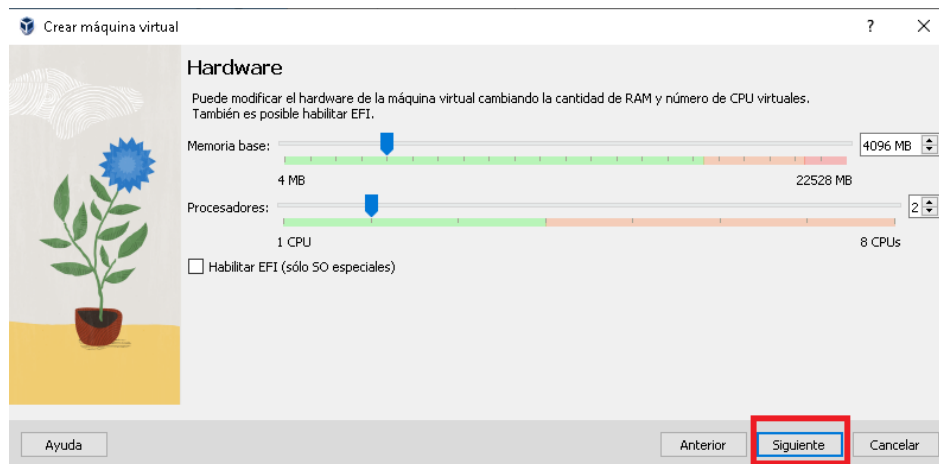 Crear máquina virtual
?
Hardware
Puede modificar el hardware de la máquina virtual cambiando la cantidad de RAM y número de CPU virtuales.
También es posible habilitar EFI.
Memoria base:
4096 MB
4 MB
22528 MB
Procesadores:
2
1 CPU
8 CPUs
Habilitar EFI (sólo SO especiales)
Ayuda
Anterior
Siguiente
Cancelar